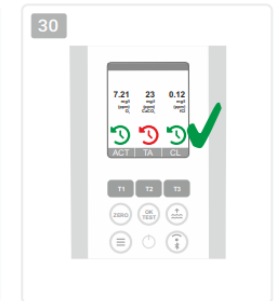 30
7.21 23 0.12
mg/l mg/l mg/l
[ppm] [ppm] [ppm]
ACT | TA | CL
T1 T2 T3
ZERO OK TEST